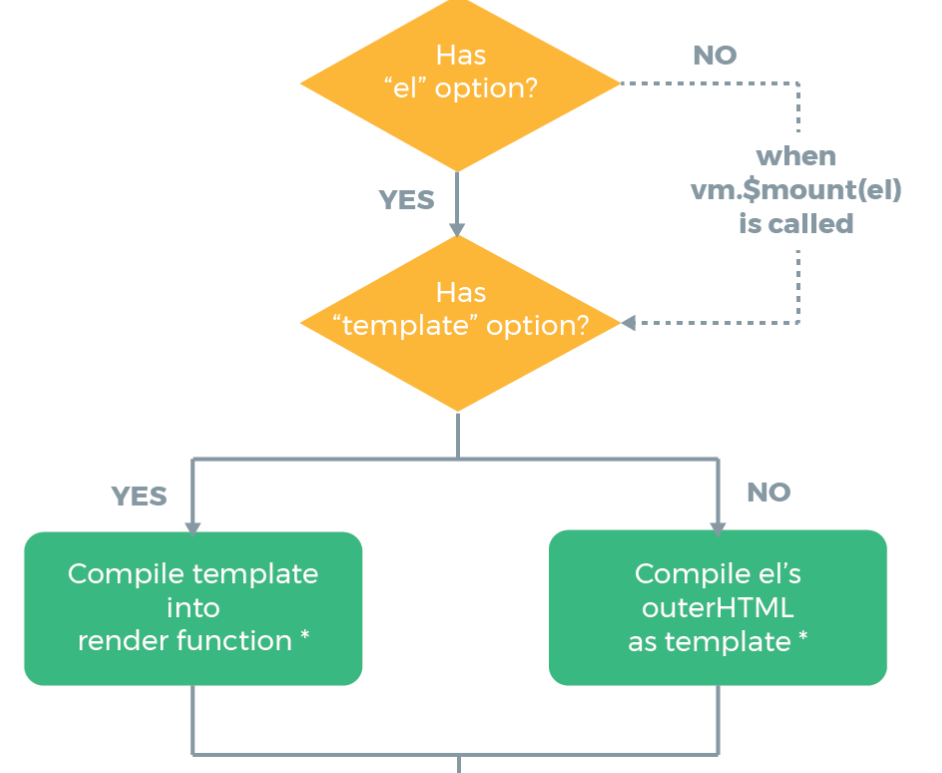 Has
“el” option?
NO
when
vm.$mount(el)
is called
YES
Has
“template” option?
YES
NO
Compile template
into
render function *
Compile el’s
outerHTML
as template *